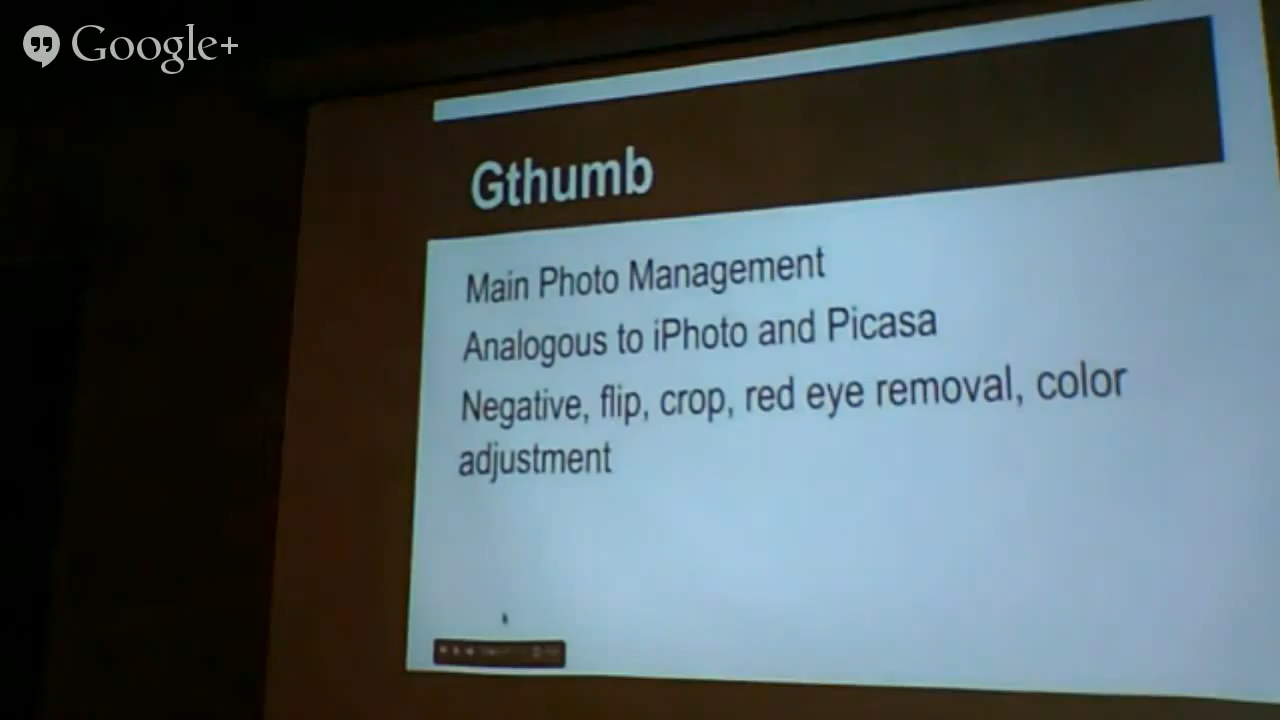 Google+
Gthumb
Main Photo Management
Analogous to iPhoto and Picasa
Negative, flip, crop, red eye removal, color
adjustment